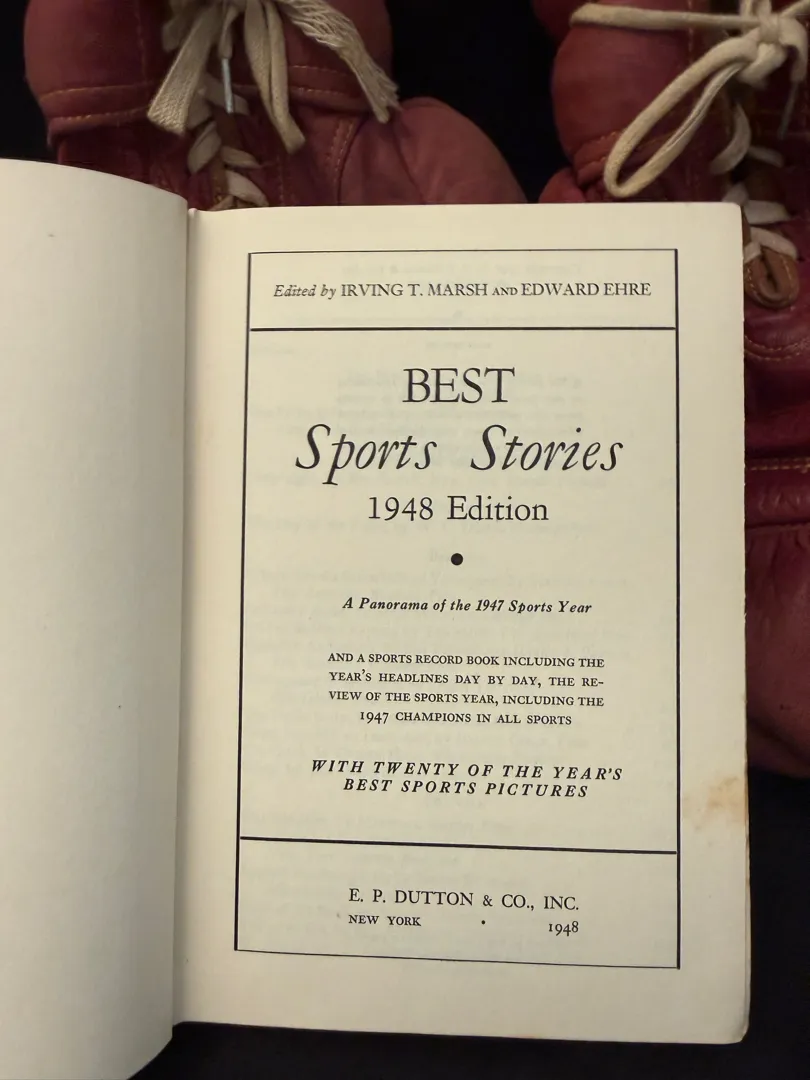 Edited by IRVING T. MARSH AND EDWARD EHRE
BEST
Sports Stories
1948 Edition
•
A Panorama of the 1947 Sports Year
AND A SPORTS RECORD BOOK INCLUDING THE
YEAR'S HEADLINES DAY BY DAY, THE RE-
VIEW OF THE SPORTS YEAR, INCLUDING THE
1947 CHAMPIONS IN ALL SPORTS
WITH TWENTY OF THE YEAR'S
BEST SPORTS PICTURES
E. P. DUTTON & CO., INC.
NEW YORK • 1948